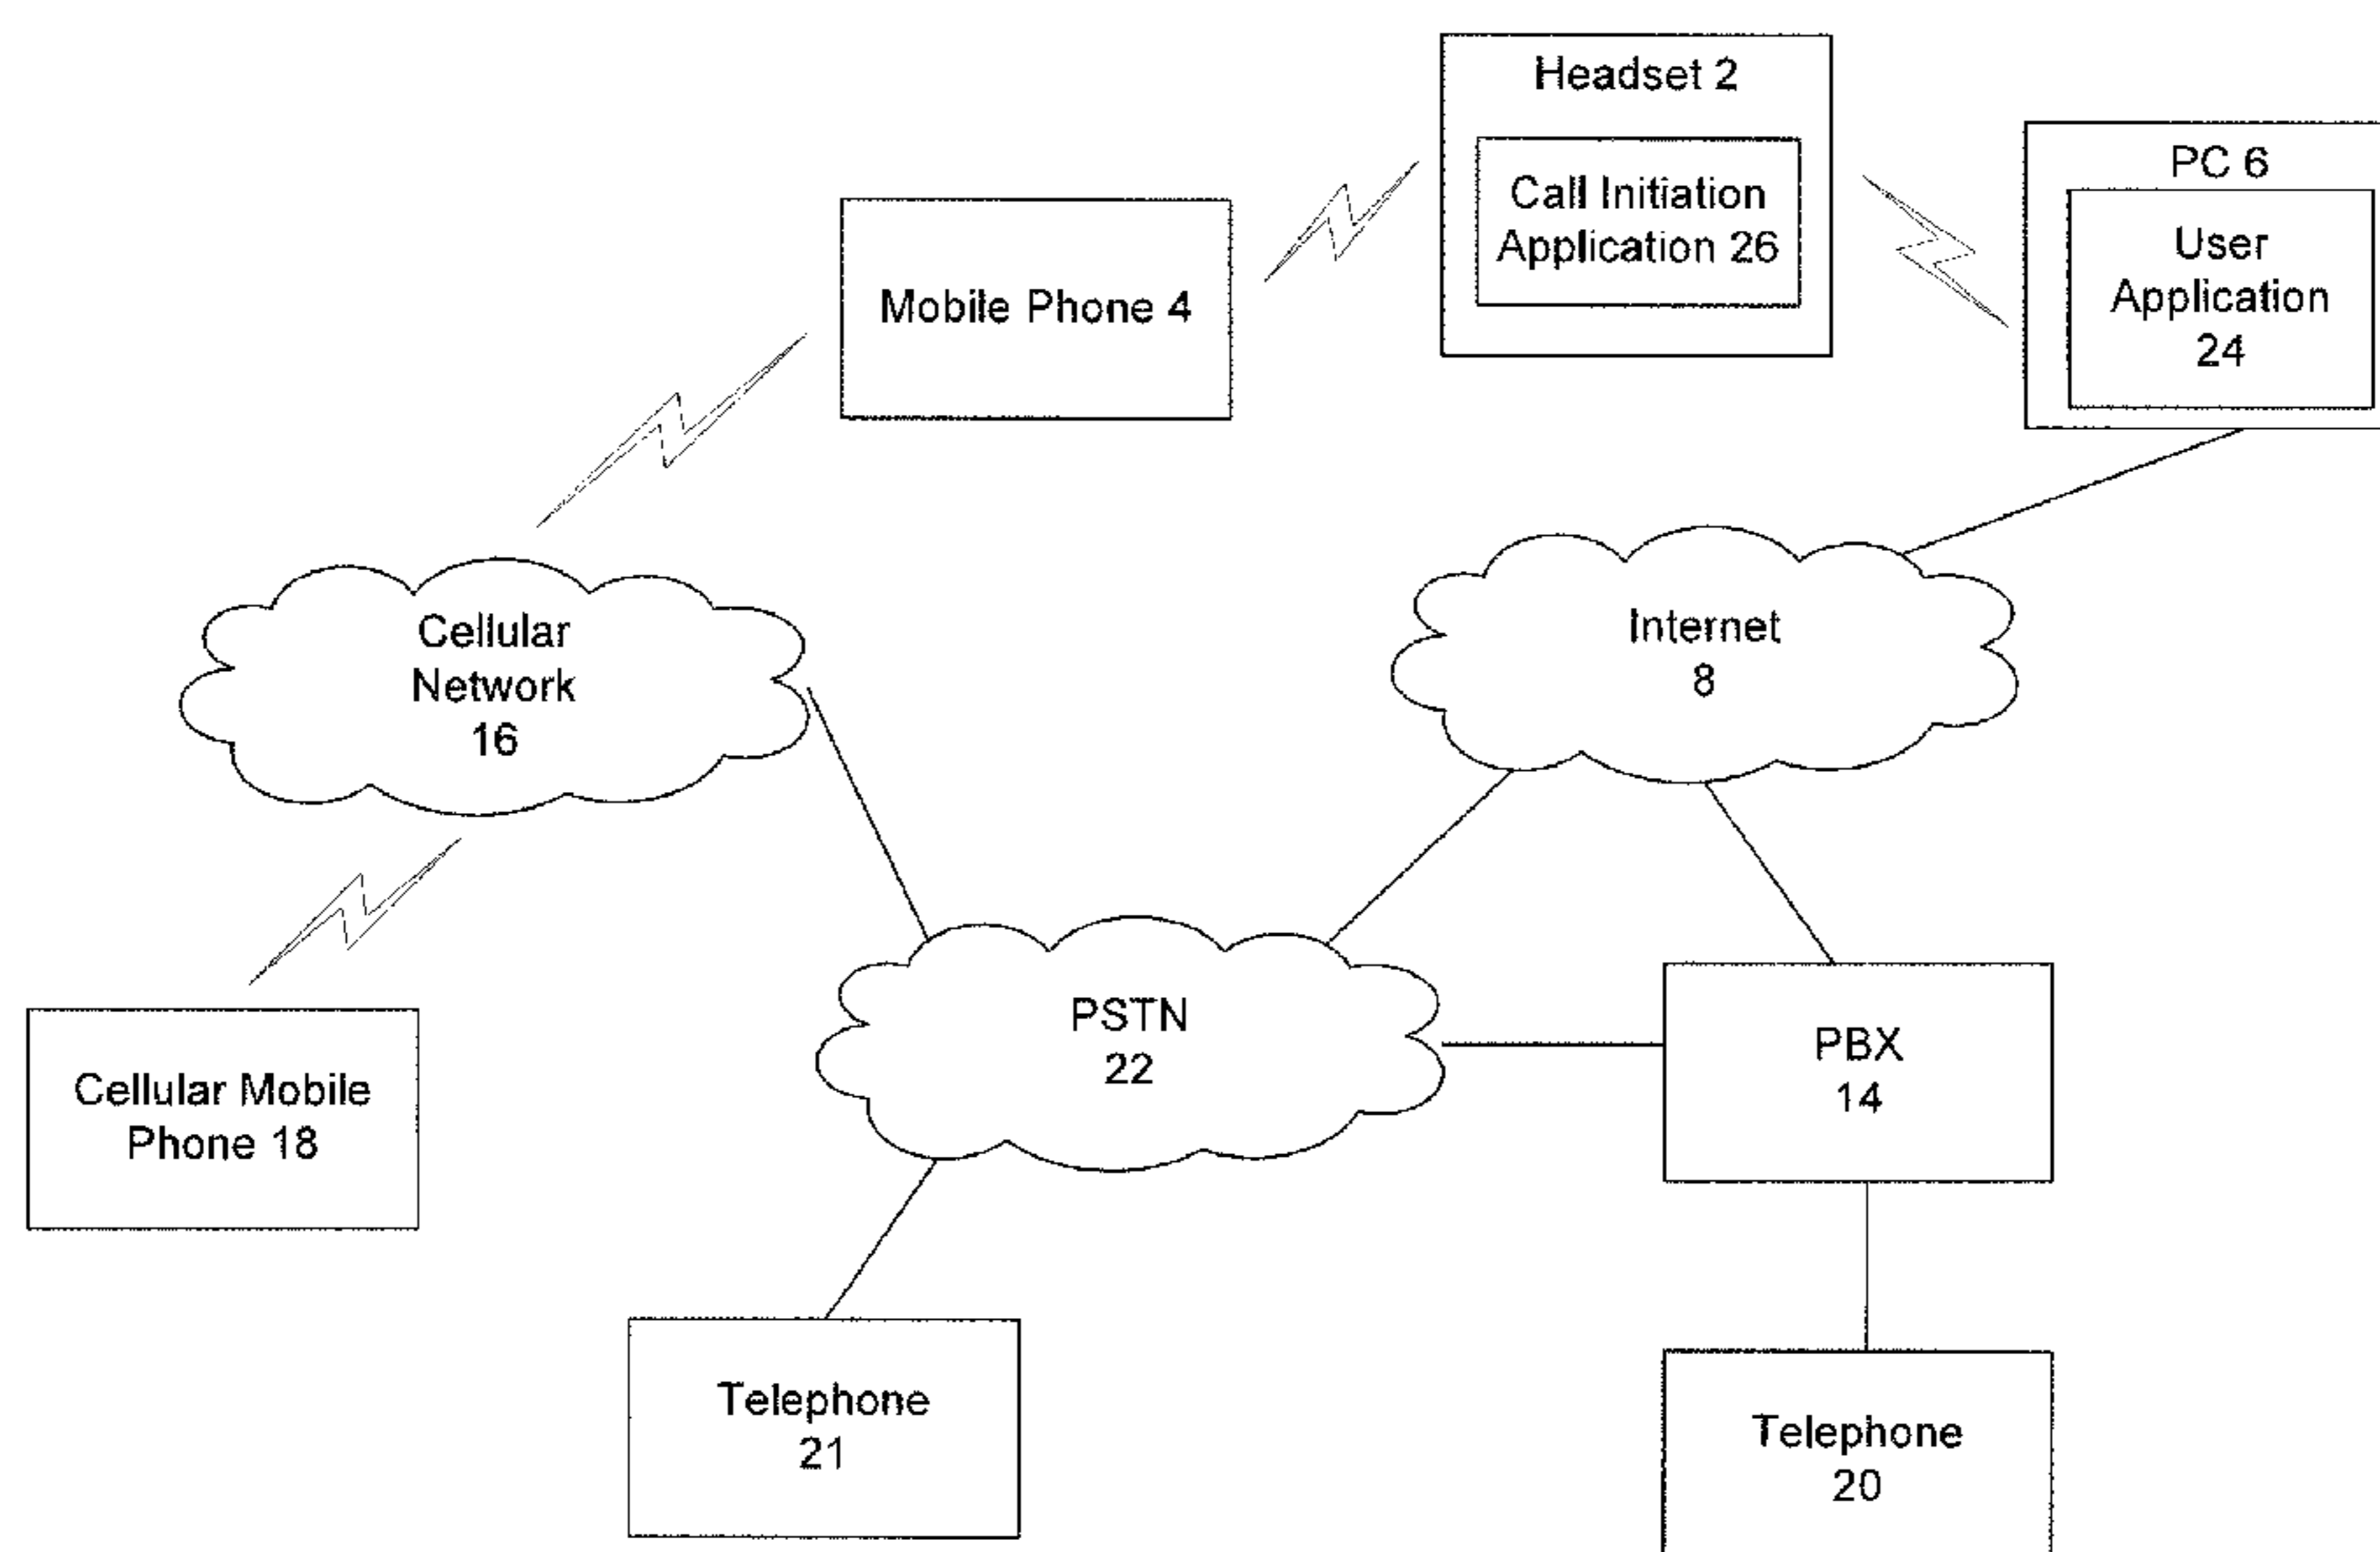 Headset 2
Call Initiation
Application 26
PC 6
User
Application
24
Mobile Phone 4
Cellular
Network
16
Internet
8
Cellular Mobile
Phone 18
PSTN
22
PBX
14
Telephone
21
Telephone
20